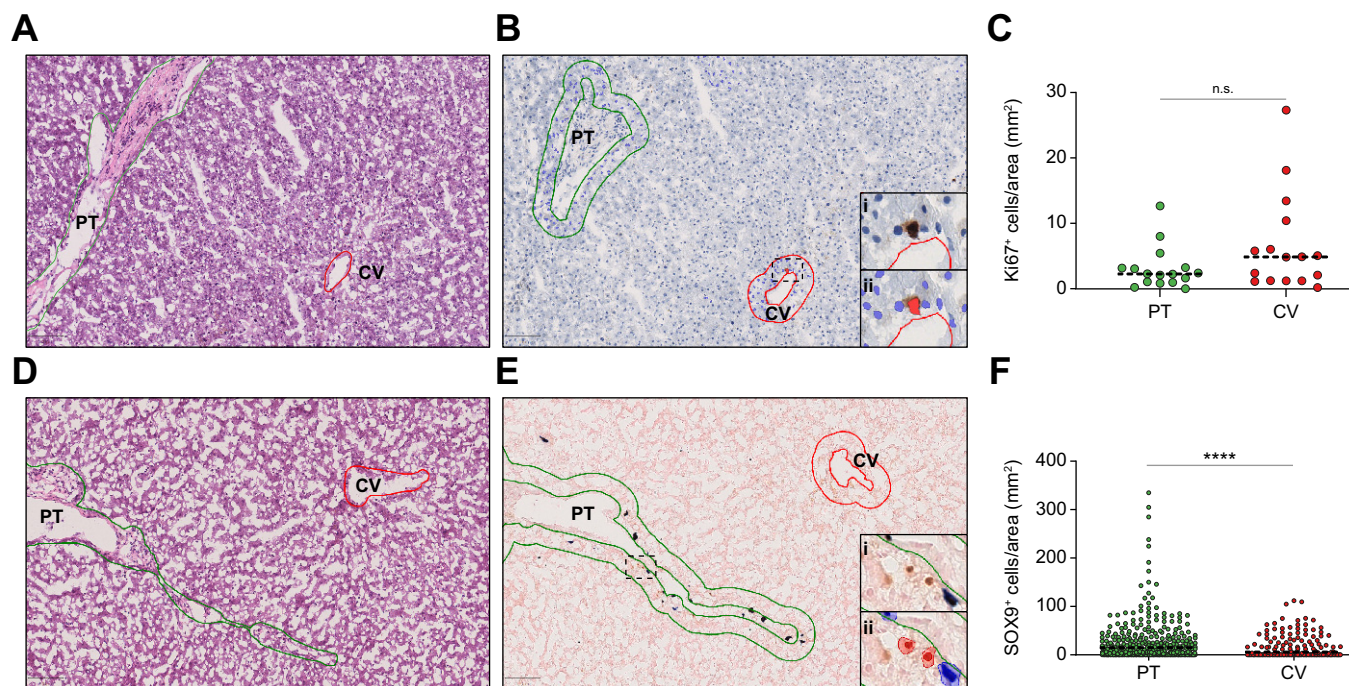 A
PT
CV
B
PT
CV
i
ii
C
n.s.
Ki67⁺ cells/area (mm²)
30
20
10
0
PT
CV
D
PT
CV
E
PT
CV
i
ii
F
****
SOX9⁺ cells/area (mm²)
400
300
200
100
0
PT
CV